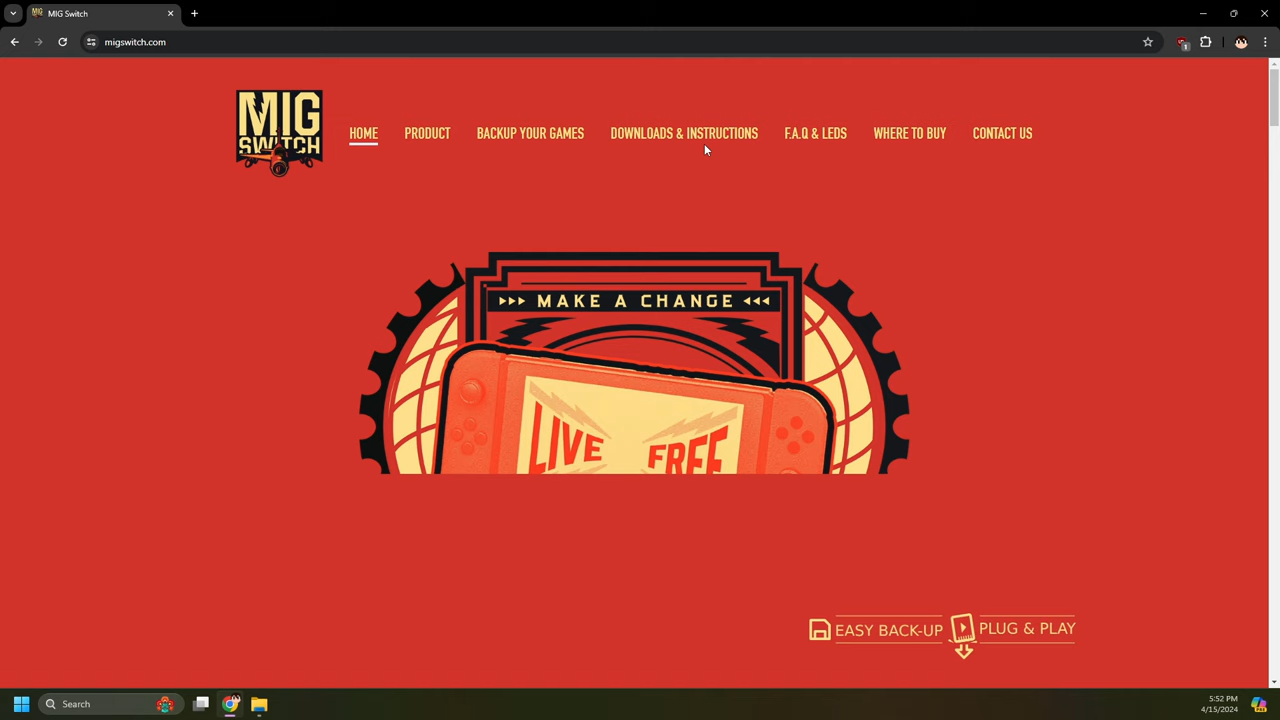 MIG Switch
migswitch.com
MIG
SWITCH
HOME
PRODUCT
BACKUP YOUR GAMES
DOWNLOADS & INSTRUCTIONS
F.A.Q & LEDS
WHERE TO BUY
CONTACT US
MAKE A CHANGE
LIVE FREE
EASY BACK-UP
PLUG & PLAY
Search
5:52 PM
4/15/2024